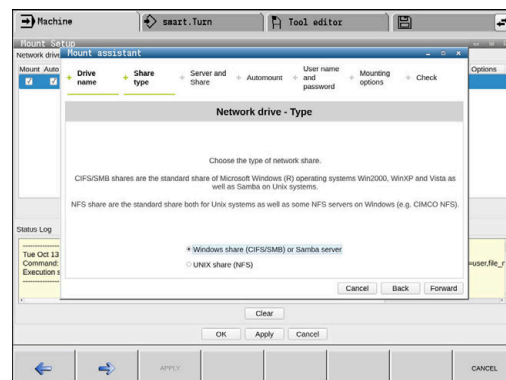 Machine
smart.Turn
Tool editor
Mount Setup
Mount assistant
Network drive
Mount Auto
Options
Drive name
Share type
Server and Share
Automount
User name and password
Mounting options
Check
Network drive - Type
Choose the type of network share.
CIFS/SMB shares are the standard share of Microsoft Windows (R) operating systems Win2000, WinXP and Vista as
well as Samba on Unix systems.
NFS share are the standard share both for Unix systems as well as some NFS servers on Windows (e.g. CIMCO NFS).
Status Log
Tue Oct 13
Command:
=user,file_r
Execution s
Windows share (CIFS/SMB) or Samba server
UNIX share (NFS)
Cancel Back Forward
Clear
OK Apply Cancel
APPLY
CANCEL